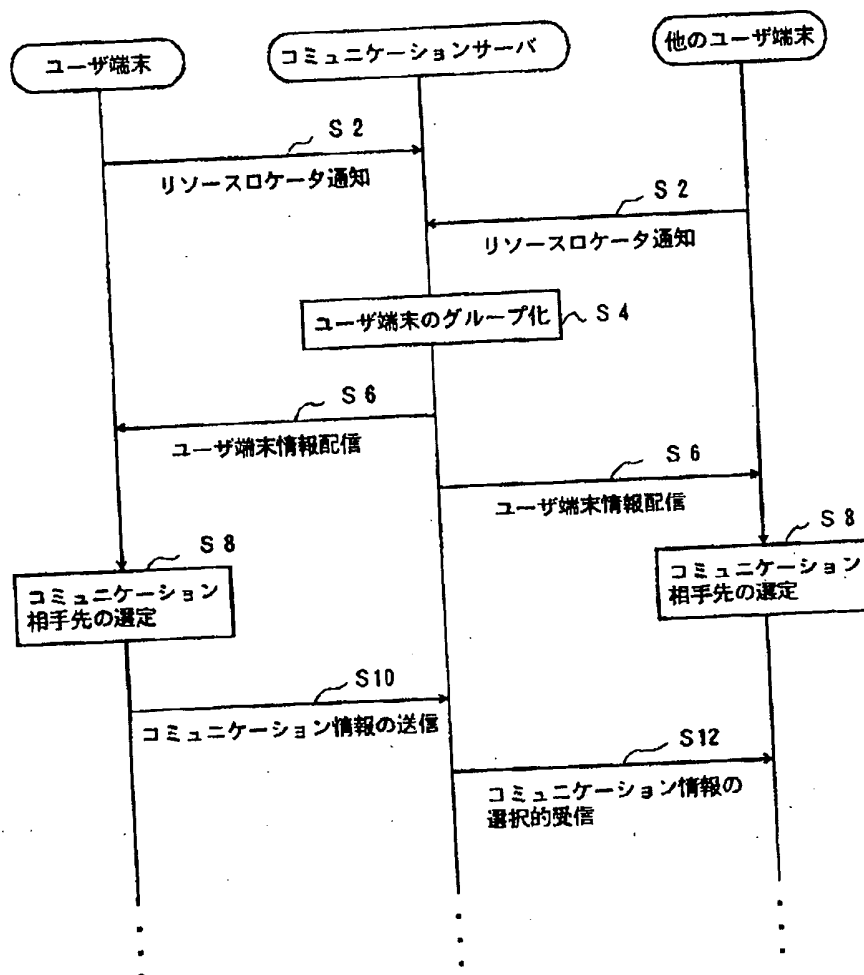 ユーザ端末
コミュニケーションサーバ
他のユーザ端末
S2
リソースロケータ通知
S2
リソースロケータ通知
ユーザ端末のグループ化
S4
S6
ユーザ端末情報配信
S6
ユーザ端末情報配信
S8
コミュニケーション
相手先の選定
S8
コミュニケーション
相手先の選定
S10
コミュニケーション情報の送信
S12
コミュニケーション情報の
選択的受信